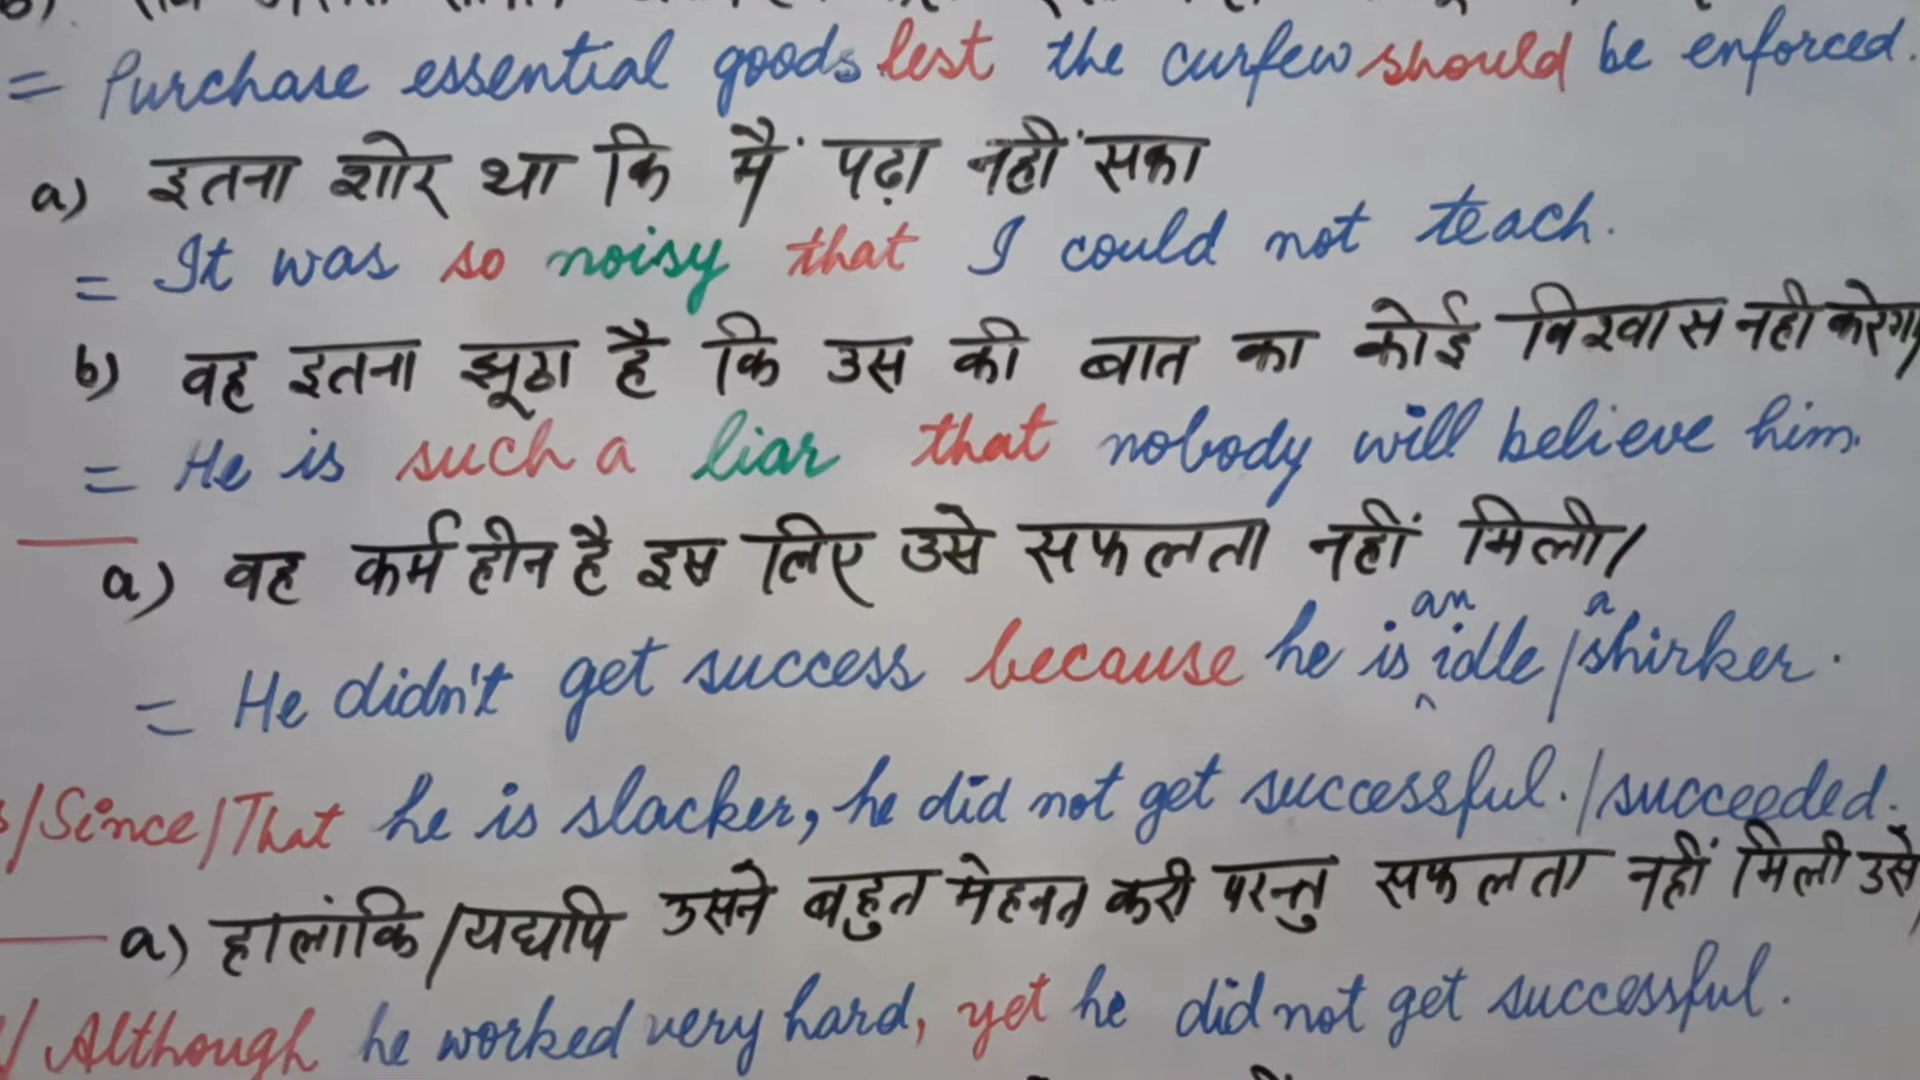 = Purchase essential goods lest the curfew should be enforced.
a) इतना शोर था कि मैं पढ़ा नहीं सका
= It was so noisy that I could not teach.
b) वह इतना झूठा है कि उस की बात का कोई विश्वास नही करेगा
= He is such a liar that nobody will believe him.
a) वह कर्म हीन है इस लिए उसे सफलता नहीं मिली।
an a
= He didn't get success because he is idle / shirker.
/Since/That he is slacker, he did not get successful. / succeeded.
a) हालांकि/यद्यपि उसने बहुत मेहनत करी परन्तु सफलता नहीं मिली उसे
/ Although he worked very hard, yet he did not get successful.